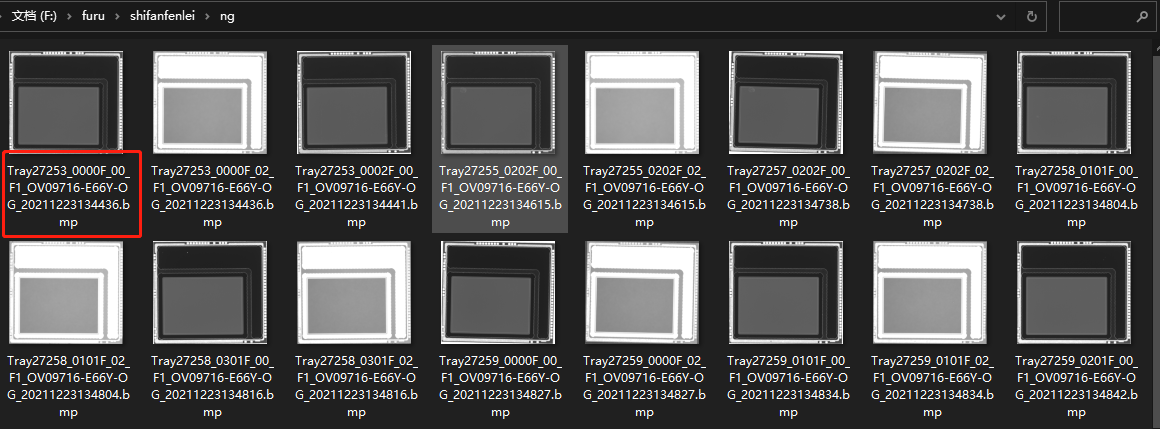 文档 (F:) › furu › shifanfenlei › ng
Tray27253_0000F_00_
F1_OV09716-E66Y-O
G_20211223134436.b
mp
Tray27253_0000F_02_
F1_OV09716-E66Y-O
G_20211223134436.b
mp
Tray27253_0002F_00_
F1_OV09716-E66Y-O
G_20211223134441.b
mp
Tray27255_0202F_00_
F1_OV09716-E66Y-O
G_20211223134615.b
mp
Tray27255_0202F_02_
F1_OV09716-E66Y-O
G_20211223134615.b
mp
Tray27257_0202F_00_
F1_OV09716-E66Y-O
G_20211223134738.b
mp
Tray27257_0202F_02_
F1_OV09716-E66Y-O
G_20211223134738.b
mp
Tray27258_0101F_00_
F1_OV09716-E66Y-O
G_20211223134804.b
mp
Tray27258_0101F_02_
F1_OV09716-E66Y-O
G_20211223134804.b
mp
Tray27258_0301F_00_
F1_OV09716-E66Y-O
G_20211223134816.b
mp
Tray27258_0301F_02_
F1_OV09716-E66Y-O
G_20211223134816.b
mp
Tray27259_0000F_00_
F1_OV09716-E66Y-O
G_20211223134827.b
mp
Tray27259_0000F_02_
F1_OV09716-E66Y-O
G_20211223134827.b
mp
Tray27259_0101F_00_
F1_OV09716-E66Y-O
G_20211223134834.b
mp
Tray27259_0101F_02_
F1_OV09716-E66Y-O
G_20211223134834.b
mp
Tray27259_0201F_00_
F1_OV09716-E66Y-O
G_20211223134842.b
mp